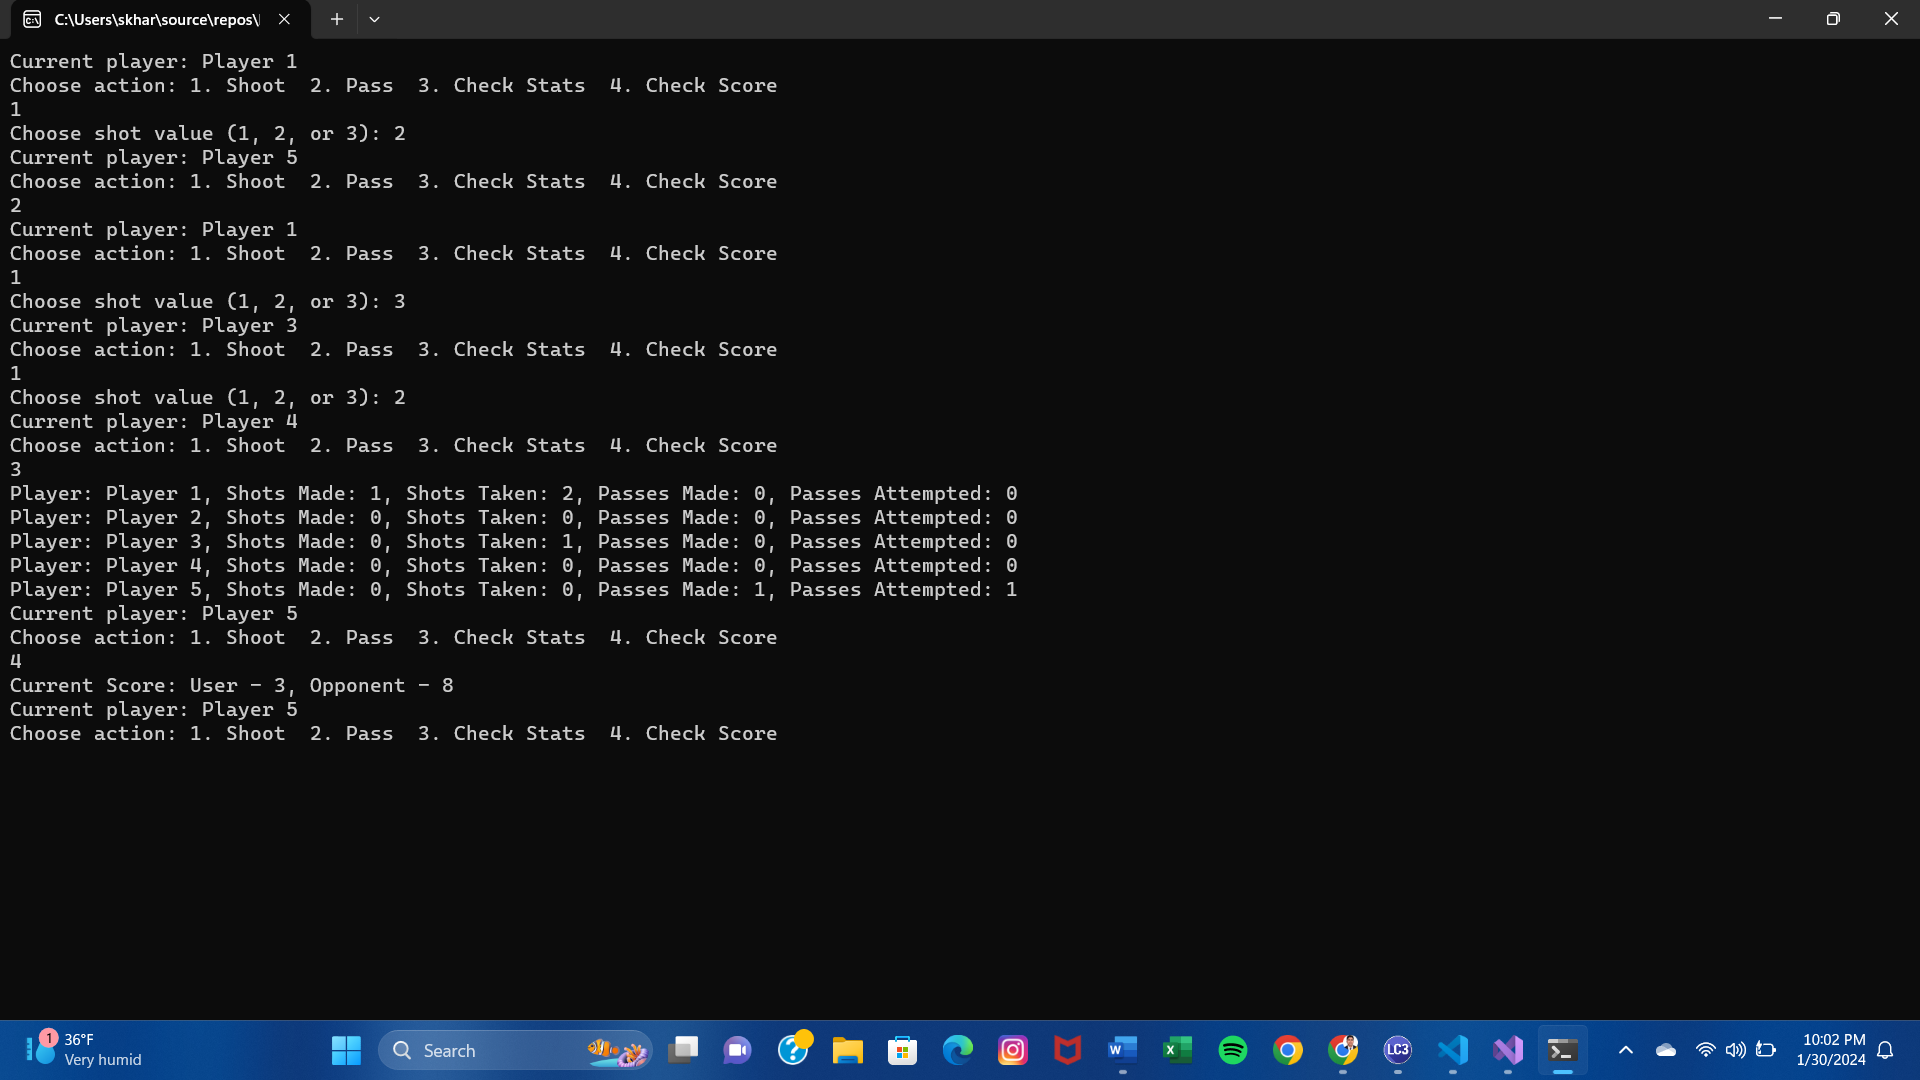 C:\Users\skhar\source\repos\
Current player: Player 1
Choose action: 1. Shoot  2. Pass  3. Check Stats  4. Check Score
1
Choose shot value (1, 2, or 3): 2
Current player: Player 5
Choose action: 1. Shoot  2. Pass  3. Check Stats  4. Check Score
2
Current player: Player 1
Choose action: 1. Shoot  2. Pass  3. Check Stats  4. Check Score
1
Choose shot value (1, 2, or 3): 3
Current player: Player 3
Choose action: 1. Shoot  2. Pass  3. Check Stats  4. Check Score
1
Choose shot value (1, 2, or 3): 2
Current player: Player 4
Choose action: 1. Shoot  2. Pass  3. Check Stats  4. Check Score
3
Player: Player 1, Shots Made: 1, Shots Taken: 2, Passes Made: 0, Passes Attempted: 0
Player: Player 2, Shots Made: 0, Shots Taken: 0, Passes Made: 0, Passes Attempted: 0
Player: Player 3, Shots Made: 0, Shots Taken: 1, Passes Made: 0, Passes Attempted: 0
Player: Player 4, Shots Made: 0, Shots Taken: 0, Passes Made: 0, Passes Attempted: 0
Player: Player 5, Shots Made: 0, Shots Taken: 0, Passes Made: 1, Passes Attempted: 1
Current player: Player 5
Choose action: 1. Shoot  2. Pass  3. Check Stats  4. Check Score
4
Current Score: User - 3, Opponent - 8
Current player: Player 5
Choose action: 1. Shoot  2. Pass  3. Check Stats  4. Check Score
1
36°F
Very humid
Search
LC3
10:02 PM
1/30/2024